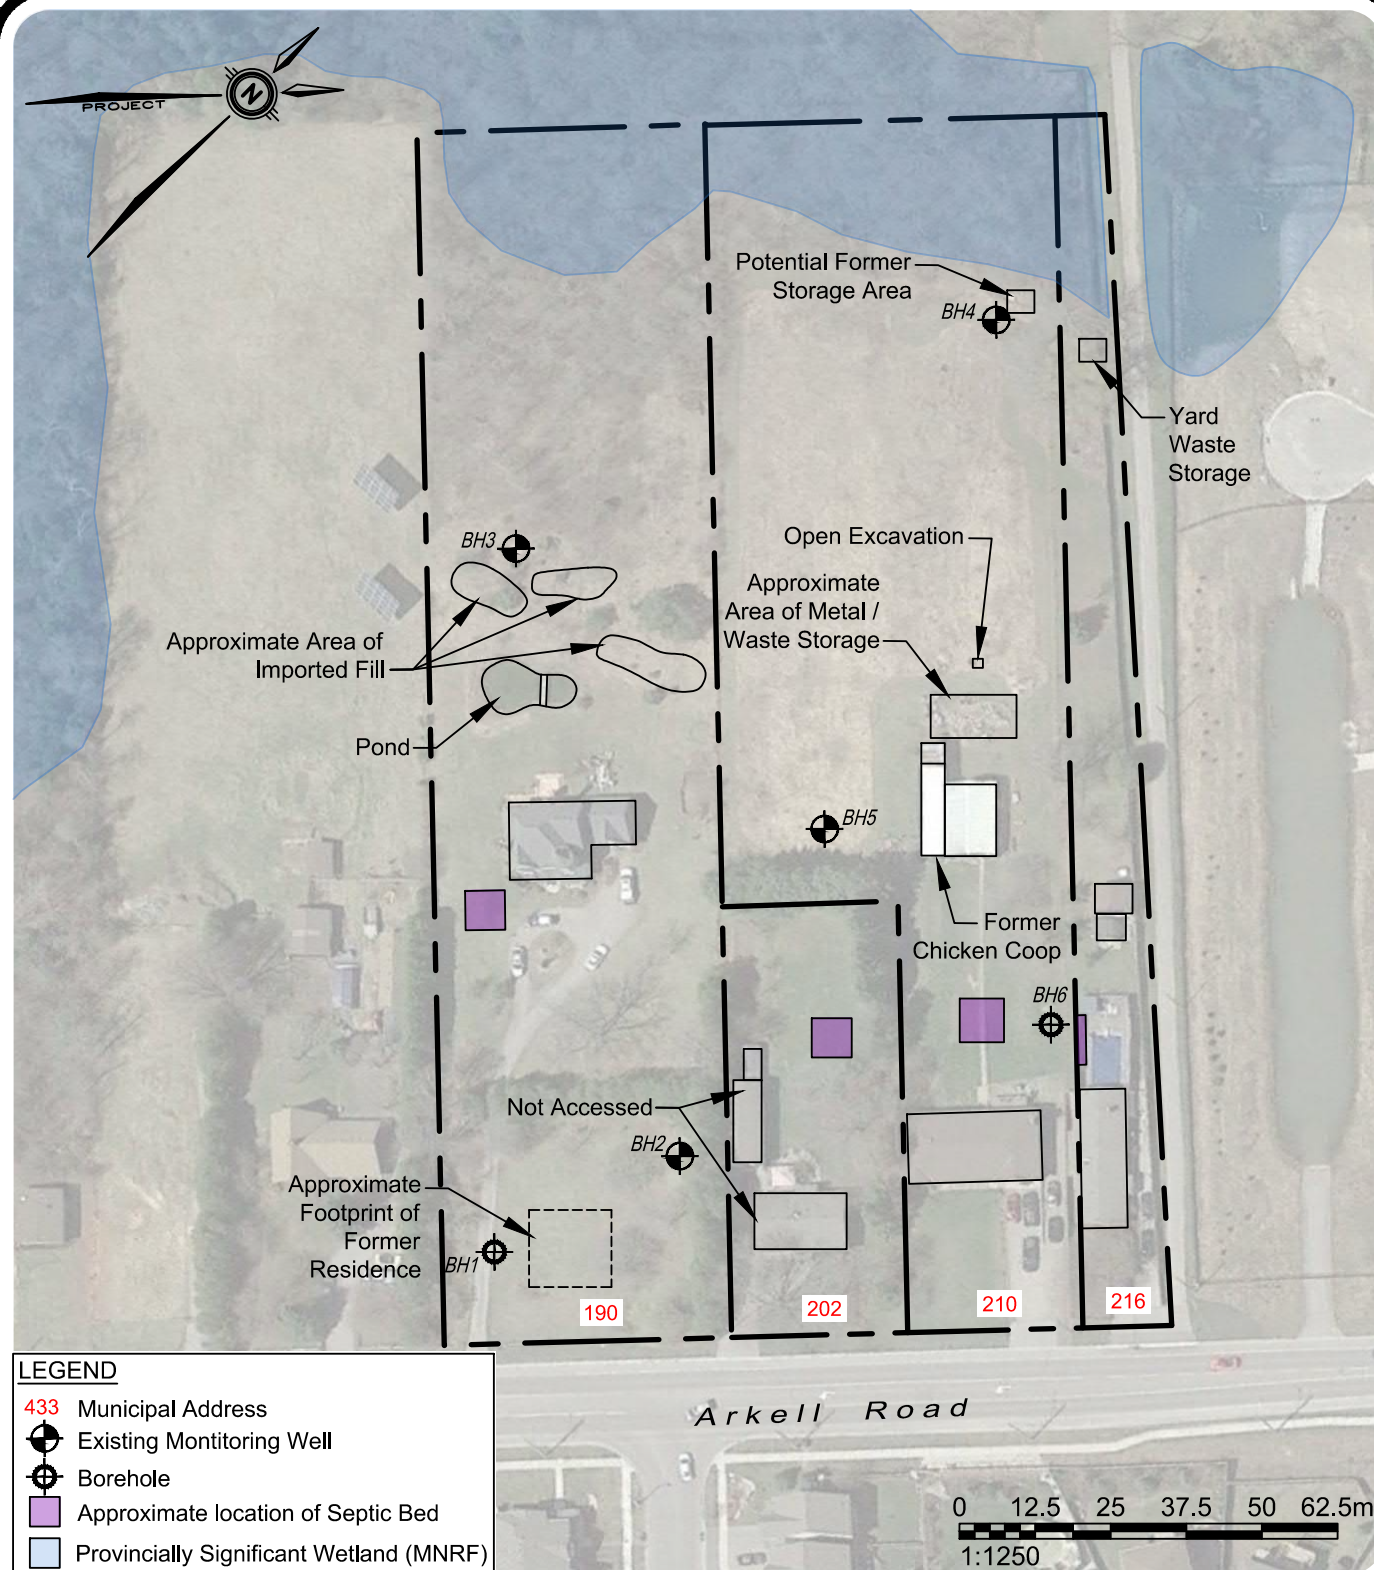 N
PROJECT
Potential Former
Storage Area
BH4
Yard
Waste
Storage
BH3
Open Excavation
Approximate
Area of Metal /
Waste Storage
Approximate Area of
Imported Fill
Pond
BH5
Former
Chicken Coop
BH6
Not Accessed
BH2
Approximate
Footprint of
Former
Residence
BH1
190
202
210
216
Arkell Road
LEGEND
433 Municipal Address
Existing Montitoring Well
Borehole
Approximate location of Septic Bed
Provincially Significant Wetland (MNRF)
0 12.5 25 37.5 50 62.5m
1:1250